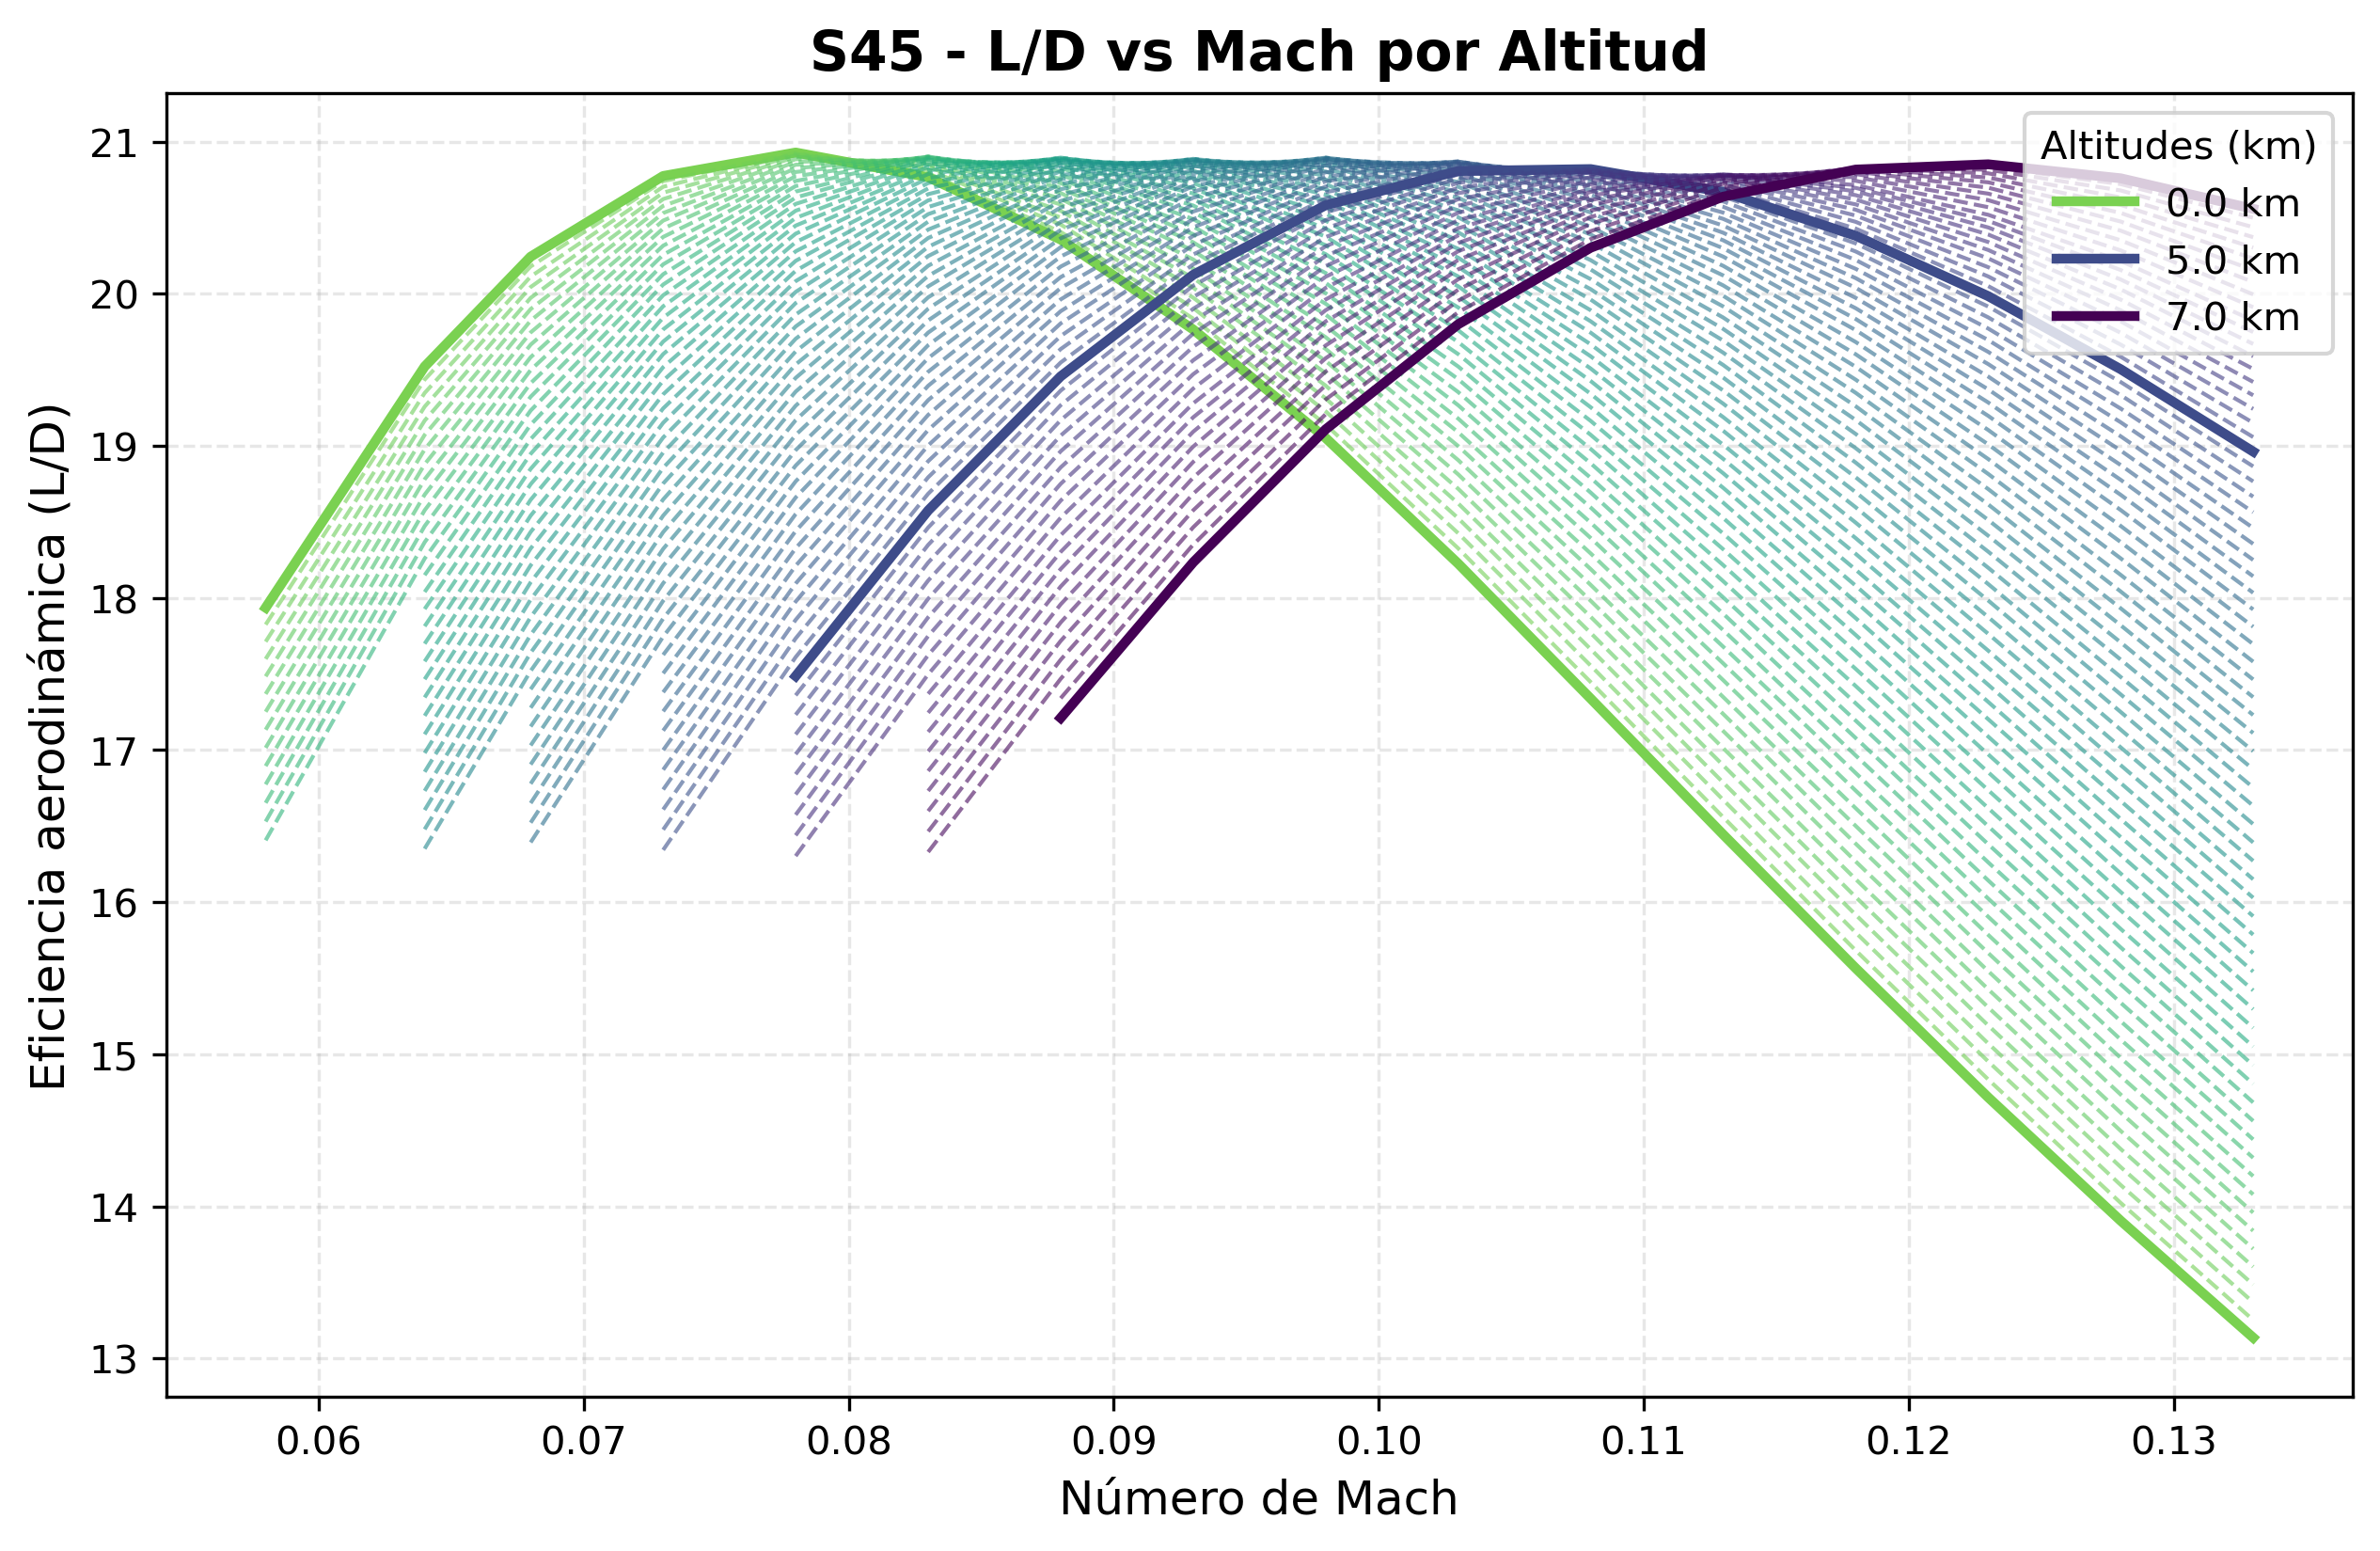 S45 - L/D vs Mach por Altitud
Eficiencia aerodinámica (L/D)
21
20
19
18
17
16
15
14
13
Altitudes (km)
0.0 km
5.0 km
7.0 km
0.06 0.07 0.08 0.09 0.10 0.11 0.12 0.13
Número de Mach